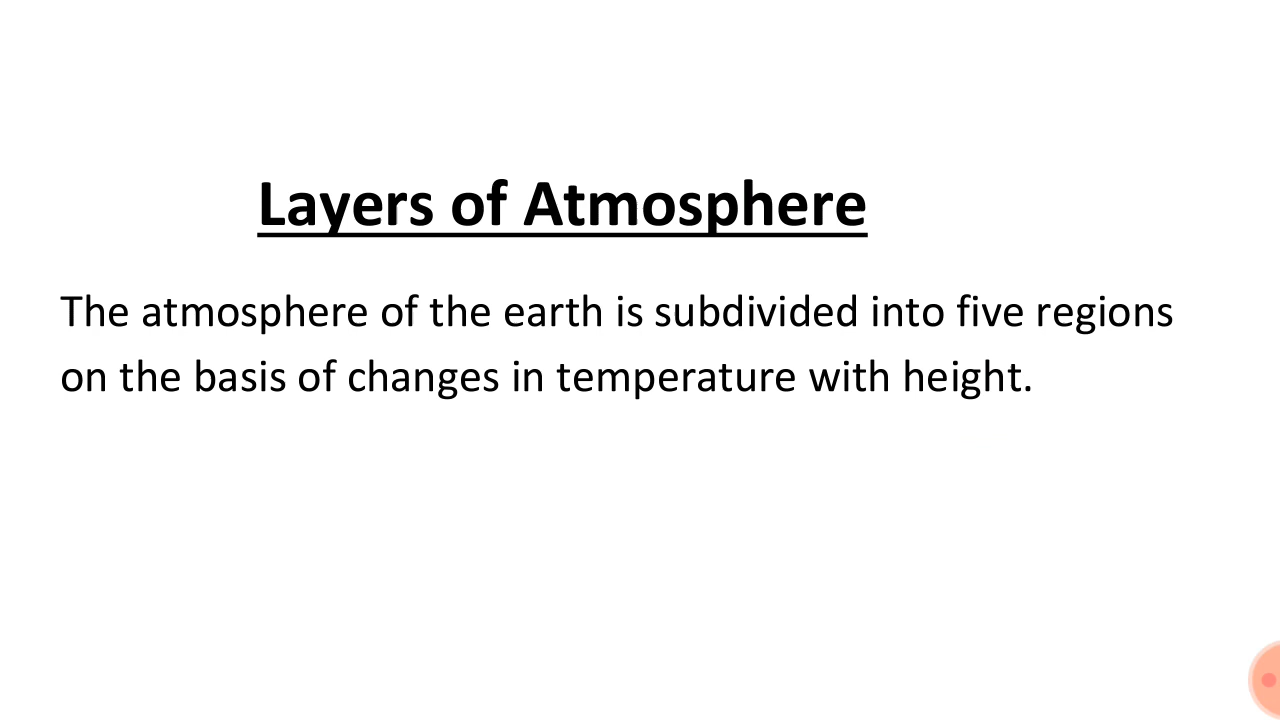 Layers of Atmosphere
The atmosphere of the earth is subdivided into five regions
on the basis of changes in temperature with height.